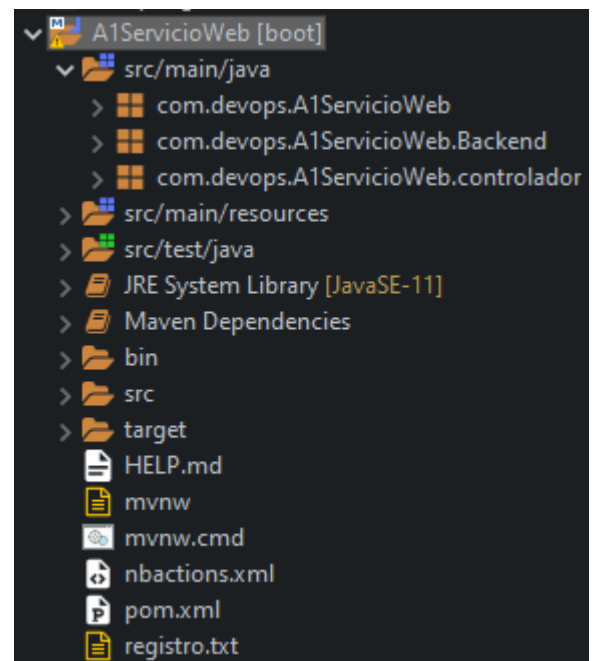 A1ServicioWeb [boot]
src/main/java
com.devops.A1ServicioWeb
com.devops.A1ServicioWeb.Backend
com.devops.A1ServicioWeb.controlador
src/main/resources
src/test/java
JRE System Library [JavaSE-11]
Maven Dependencies
bin
src
target
HELP.md
mvnw
mvnw.cmd
nbactions.xml
pom.xml
registro.txt